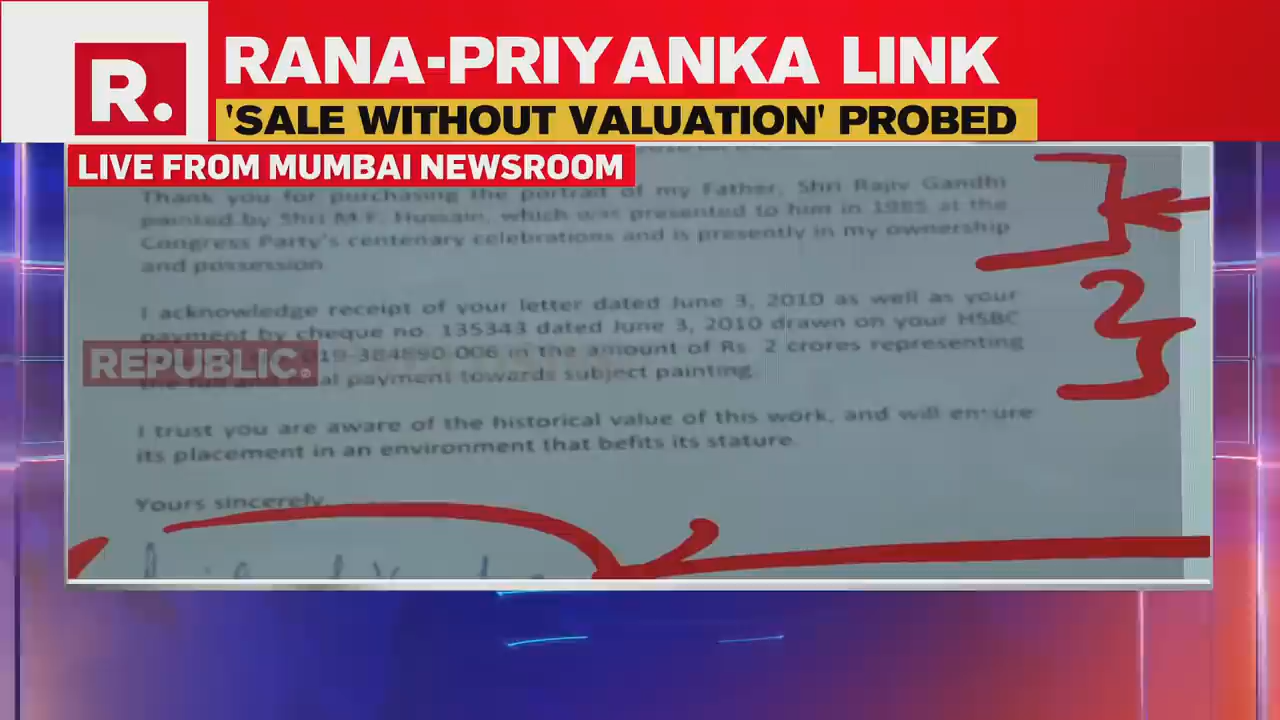 R.
RANA-PRIYANKA LINK
'SALE WITHOUT VALUATION' PROBED
LIVE FROM MUMBAI NEWSROOM
Thank you for purchasing the portrait of my Father, Shri Rajiv Gandhi
painted by Shri M F. Hussain, which was presented to him in 1985 at the
Congress Party's centenary celebrations and is presently in my ownership
and possession
I acknowledge receipt of your letter dated June 3, 2010 as well as your
payment by cheque no. 135343 dated June 3, 2010 drawn on your HSBC
019-384890-006 in the amount of Rs 2 crores representing
REPUBLIC.
payment towards subject painting.
I trust you are aware of the historical value of this work, and will ensure
its placement in an environment that befits its stature.
Yours sincerely